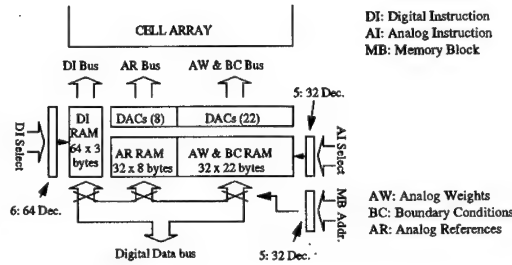 CELL ARRAY
DI: Digital Instruction
AI: Analog Instruction
MB: Memory Block
DI Bus
AR Bus
AW & BC Bus
5: 32 Dec.
DACs (8)
DACs (22)
DI
RAM
64 x 3
bytes
AR RAM
32 x 8 bytes
AW & BC RAM
32 x 22 bytes
DI Select
AI Select
6: 64 Dec.
MB Addr.
5: 32 Dec.
Digital Data bus
AW: Analog Weights
BC: Boundary Conditions
AR: Analog References